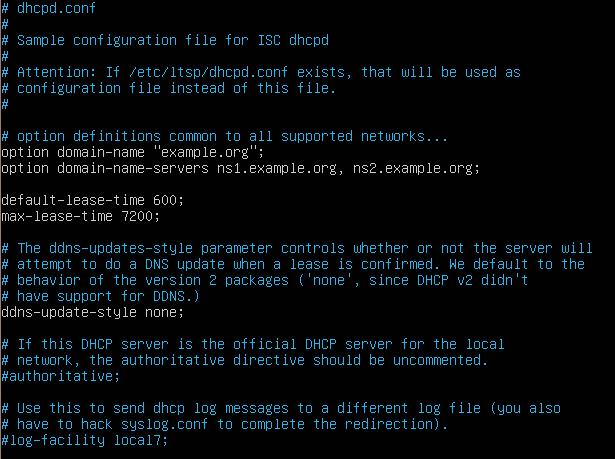 # dhcpd.conf
#
# Sample configuration file for ISC dhcpd
#
# Attention: If /etc/ltsp/dhcpd.conf exists, that will be used as
# configuration file instead of this file.
#
# option definitions common to all supported networks...
option domain-name "example.org";
option domain-name-servers ns1.example.org, ns2.example.org;
default-lease-time 600;
max-lease-time 7200;
# The ddns-updates-style parameter controls whether or not the server will
# attempt to do a DNS update when a lease is confirmed. We default to the
# behavior of the version 2 packages ('none', since DHCP v2 didn't
# have support for DDNS.)
ddns-update-style none;
# If this DHCP server is the official DHCP server for the local
# network, the authoritative directive should be uncommented.
#authoritative;
# Use this to send dhcp log messages to a different log file (you also
# have to hack syslog.conf to complete the redirection).
#log-facility local7;